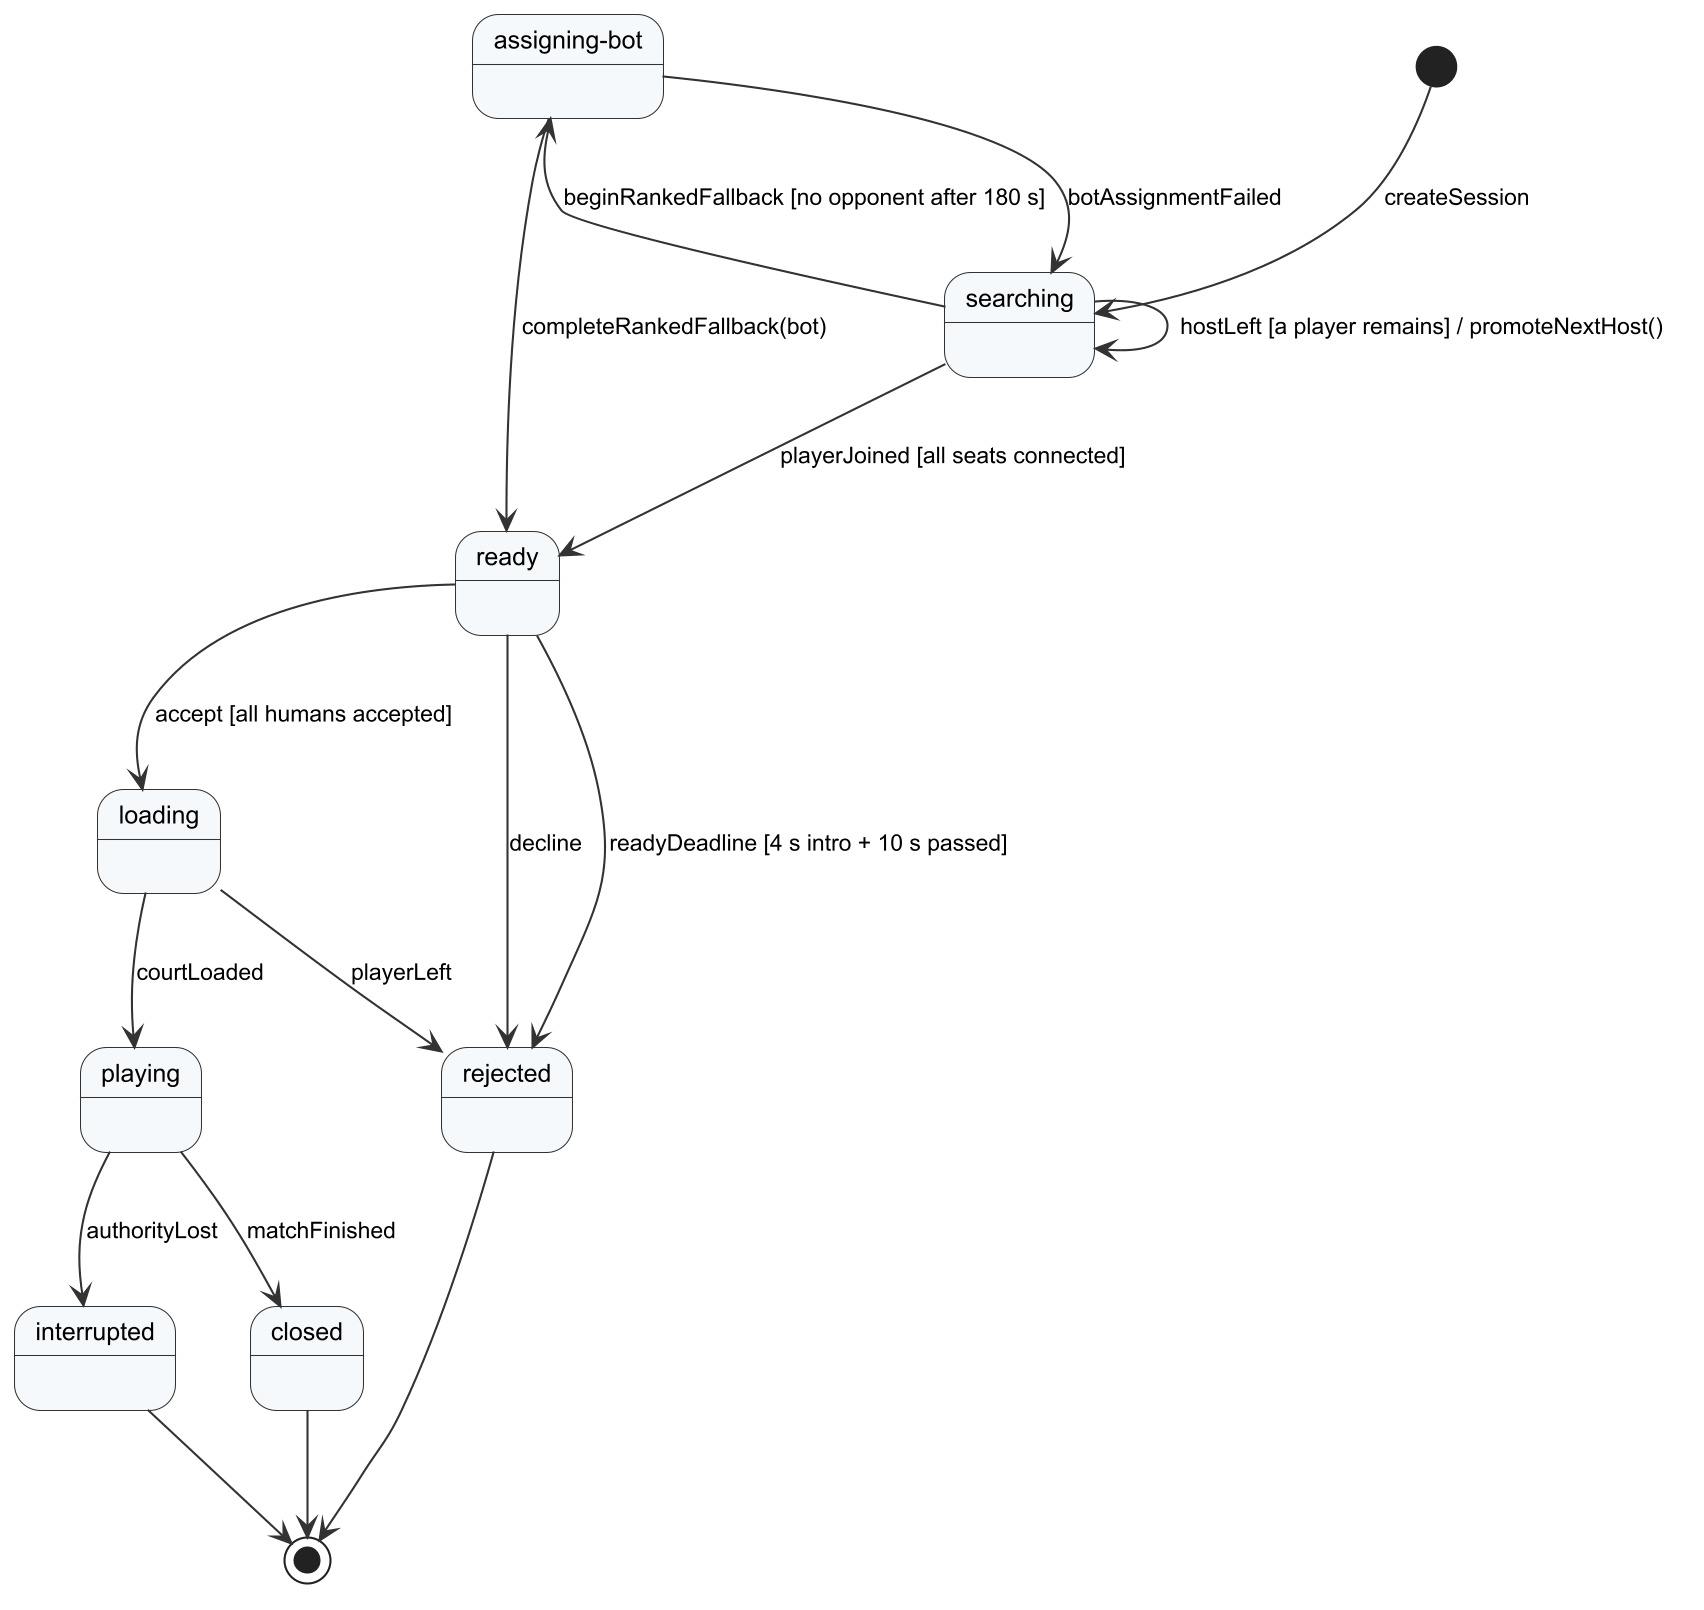 assigning-bot
beginRankedFallback [no opponent after 180 s]
botAssignmentFailed
createSession
searching
completeRankedFallback(bot)
hostLeft [a player remains] / promoteNextHost()
playerJoined [all seats connected]
ready
accept [all humans accepted]
loading
decline
readyDeadline [4 s intro + 10 s passed]
courtLoaded
playerLeft
playing
rejected
authorityLost
matchFinished
interrupted
closed